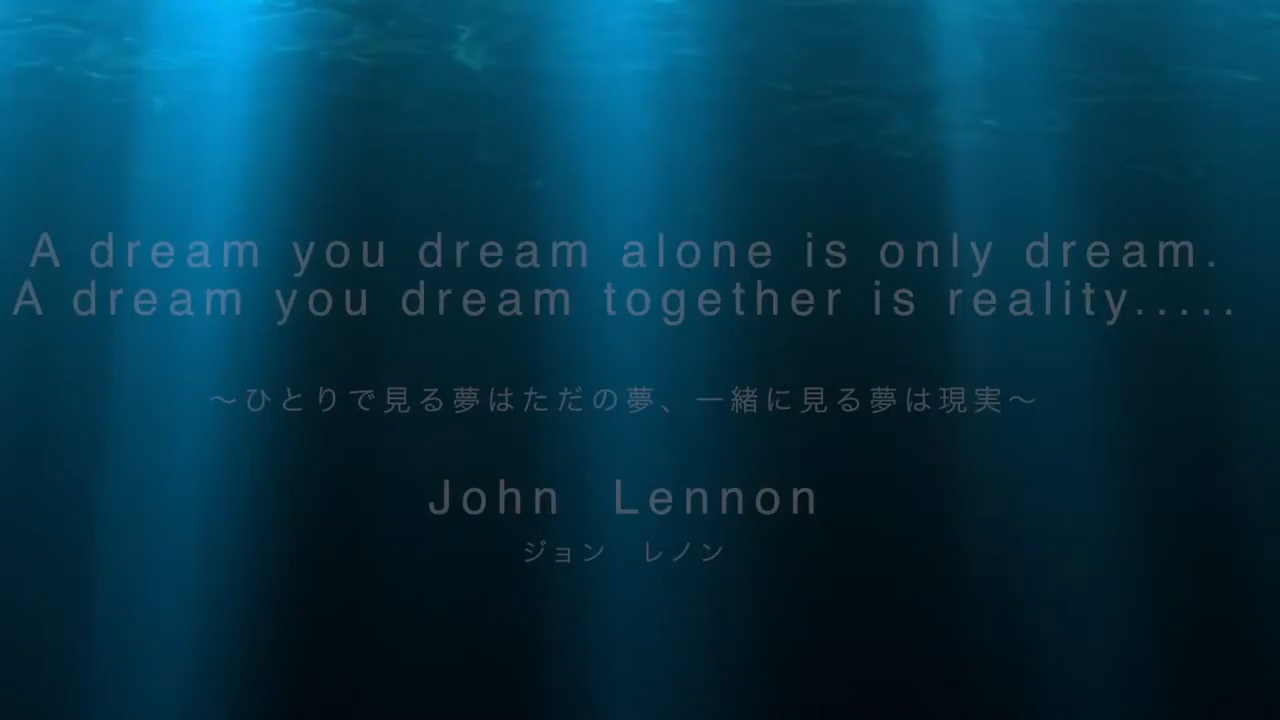 A dream you dream alone is only dream.
A dream you dream together is reality.....
～ひとりで見る夢はただの夢、一緒に見る夢は現実～
John　Lennon
ジョン　レノン